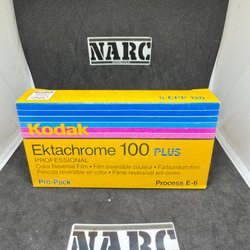 NARC
5-EPP 120
Kodak
Ektachrome 100 PLUS
PROFESSIONAL
Color Reversal Film • Film inversible couleur • Farbumkehrfilm
Película reversible en color • Filme reversível em cores
Pro-Pack
Process E-6
NARC